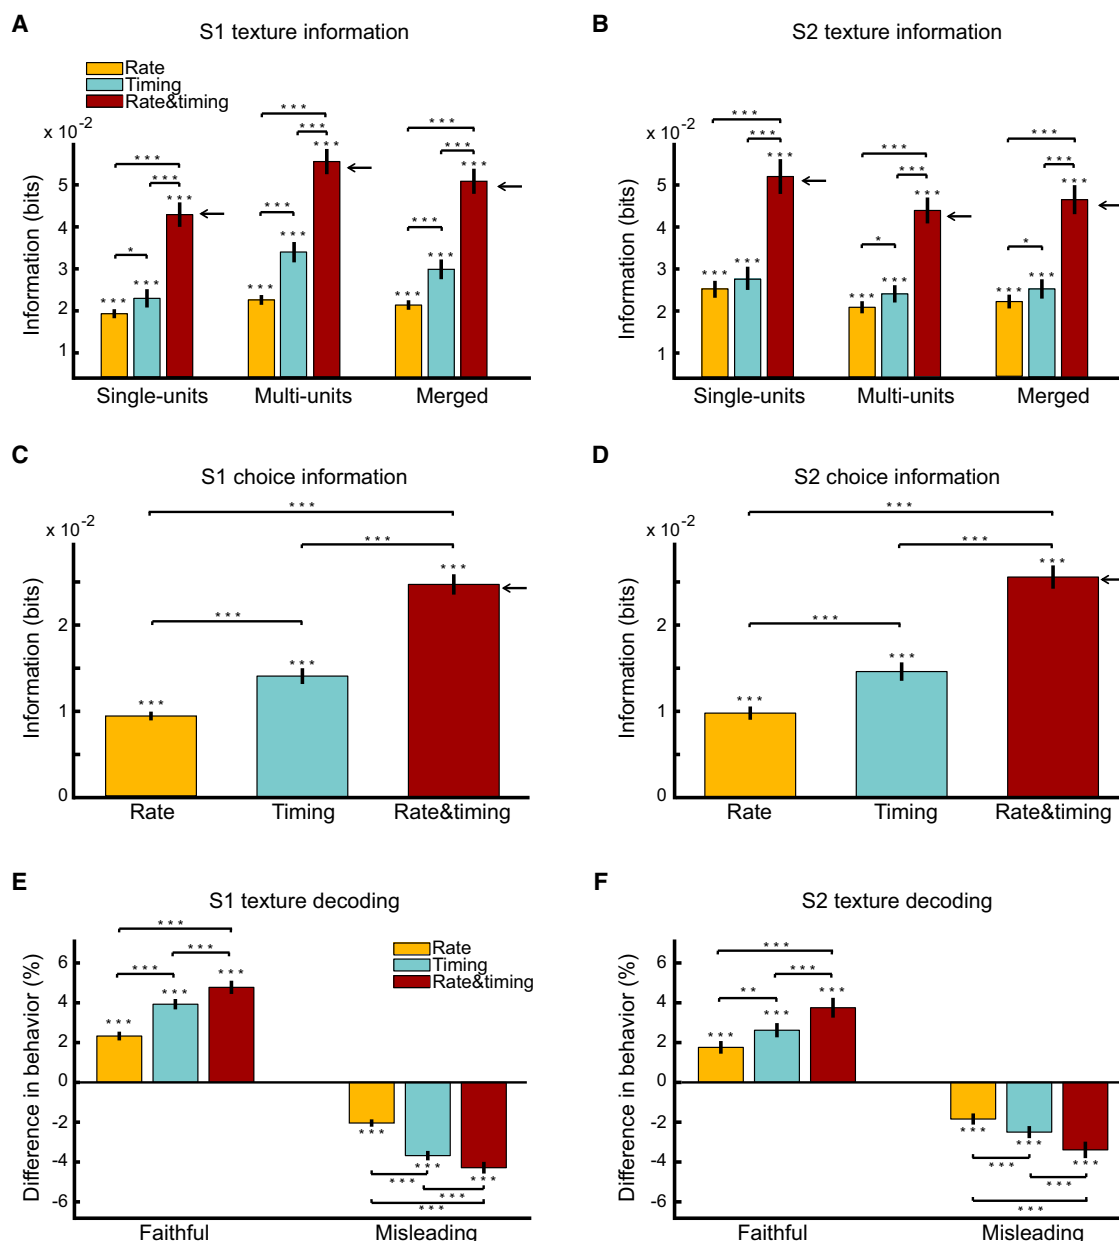 A
S1 texture information
Rate
Timing
Rate&timing
x 10-2
Information (bits)
5
4
3
2
1
***
***
***
*
***
***
***
***
***
***
***
***
***
***
***
***
***
***
Single-units
Multi-units
Merged
B
S2 texture information
x 10-2
Information (bits)
5
4
3
2
1
***
***
***
***
***
***
***
***
*
***
***
***
***
***
*
***
***
Single-units
Multi-units
Merged
C
S1 choice information
x 10-2
Information (bits)
2
1
0
***
***
***
***
***
***
Rate
Timing
Rate&timing
D
S2 choice information
x 10-2
Information (bits)
2
1
0
***
***
***
***
***
***
Rate
Timing
Rate&timing
E
S1 texture decoding
Rate
Timing
Rate&timing
Difference in behavior (%)
6
4
2
0
-2
-4
-6
***
***
***
***
***
***
***
***
***
***
***
***
Faithful
Misleading
F
S2 texture decoding
Difference in behavior (%)
6
4
2
0
-2
-4
-6
***
***
**
***
***
***
***
***
***
***
***
***
Faithful
Misleading